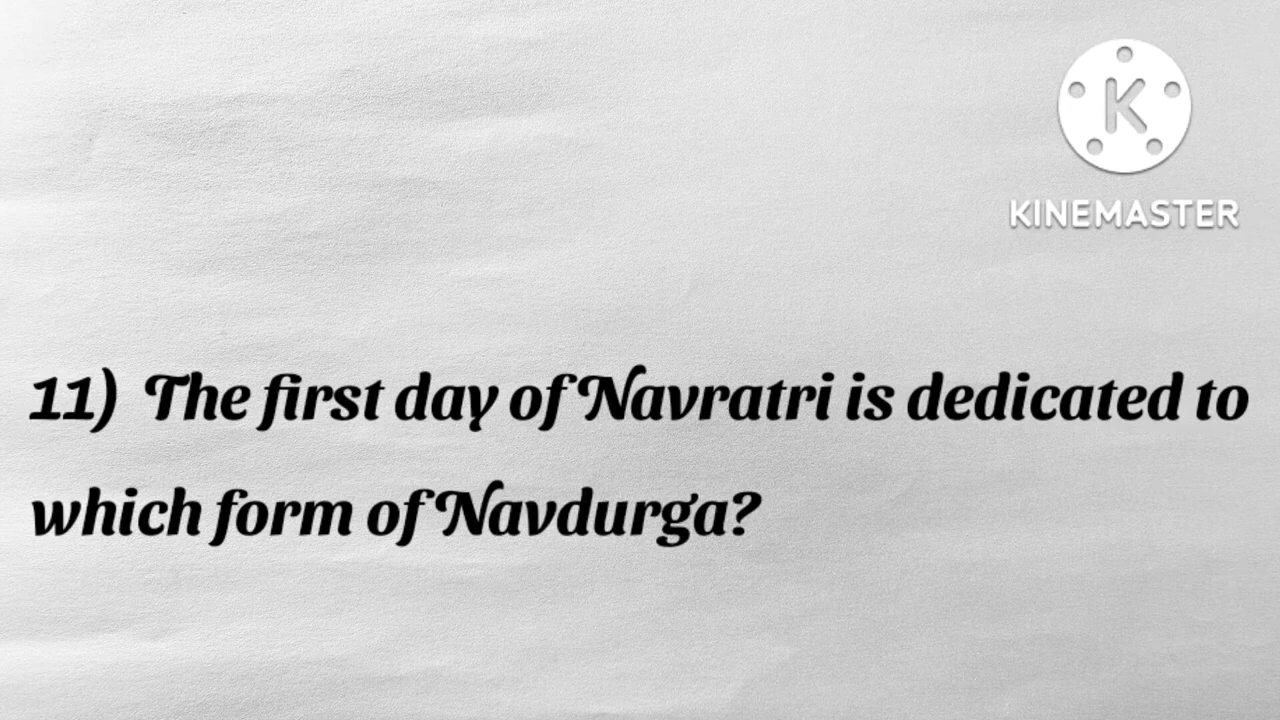 KINEMASTER
11) The first day of Navratri is dedicated to
which form of Navdurga?